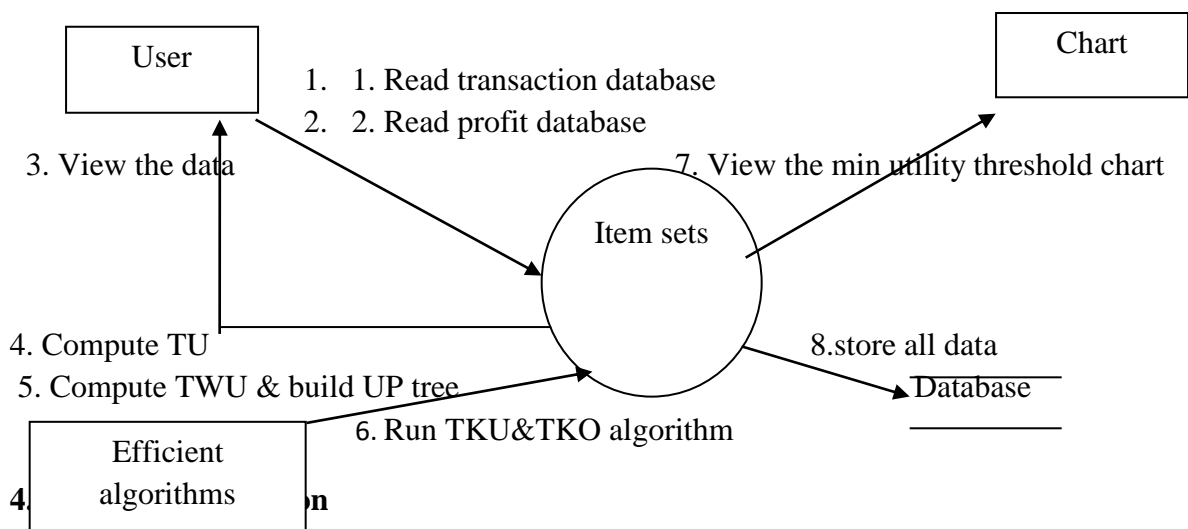 User
Chart
1. 1. Read transaction database
2. 2. Read profit database
3. View the data
7. View the min utility threshold chart
Item sets
4. Compute TU
8.store all data
5. Compute TWU & build UP tree
Database
6. Run TKU&TKO algorithm
Efficient
algorithms
4.